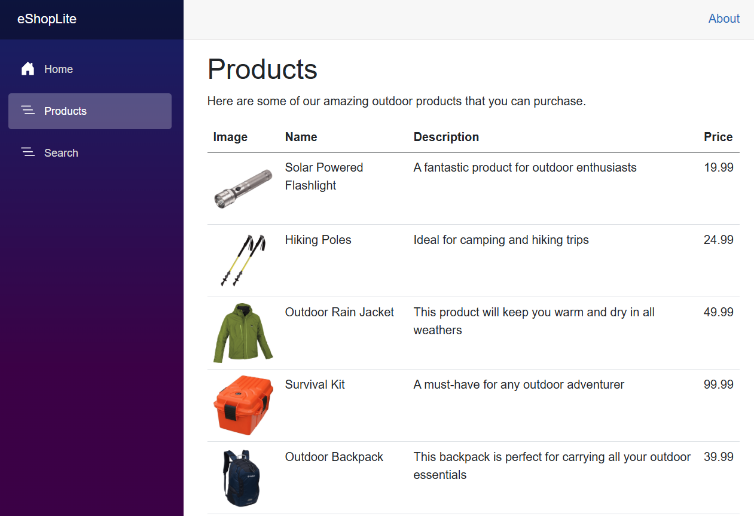 eShopLite
About
Home
Products
Search
Products
Here are some of our amazing outdoor products that you can purchase.
Image Name Description Price
Solar Powered Flashlight A fantastic product for outdoor enthusiasts 19.99
Hiking Poles Ideal for camping and hiking trips 24.99
Outdoor Rain Jacket This product will keep you warm and dry in all weathers 49.99
Survival Kit A must-have for any outdoor adventurer 99.99
Outdoor Backpack This backpack is perfect for carrying all your outdoor essentials 39.99